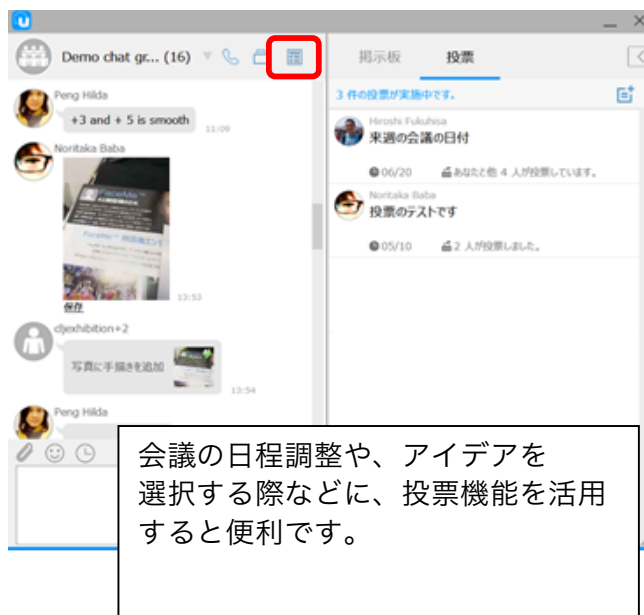 U
Demo chat gr... (16)
Peng Hilda
+3 and + 5 is smooth
11:09
Noritaka Baba
FaceMe™
13:53
保存
cljexhibition+2
写真に手描きを追加
13:54
Peng Hilda
掲示板 投票
3 件の投票が実施中です。
Hiroshi Fukuhisa
来週の会議の日付
06/20 あなたと他 4 人が投票しています。
Noritaka Baba
投票のテストです
05/10 2 人が投票しました。
会議の日程調整や、アイデアを
選択する際などに、投票機能を活用
すると便利です。